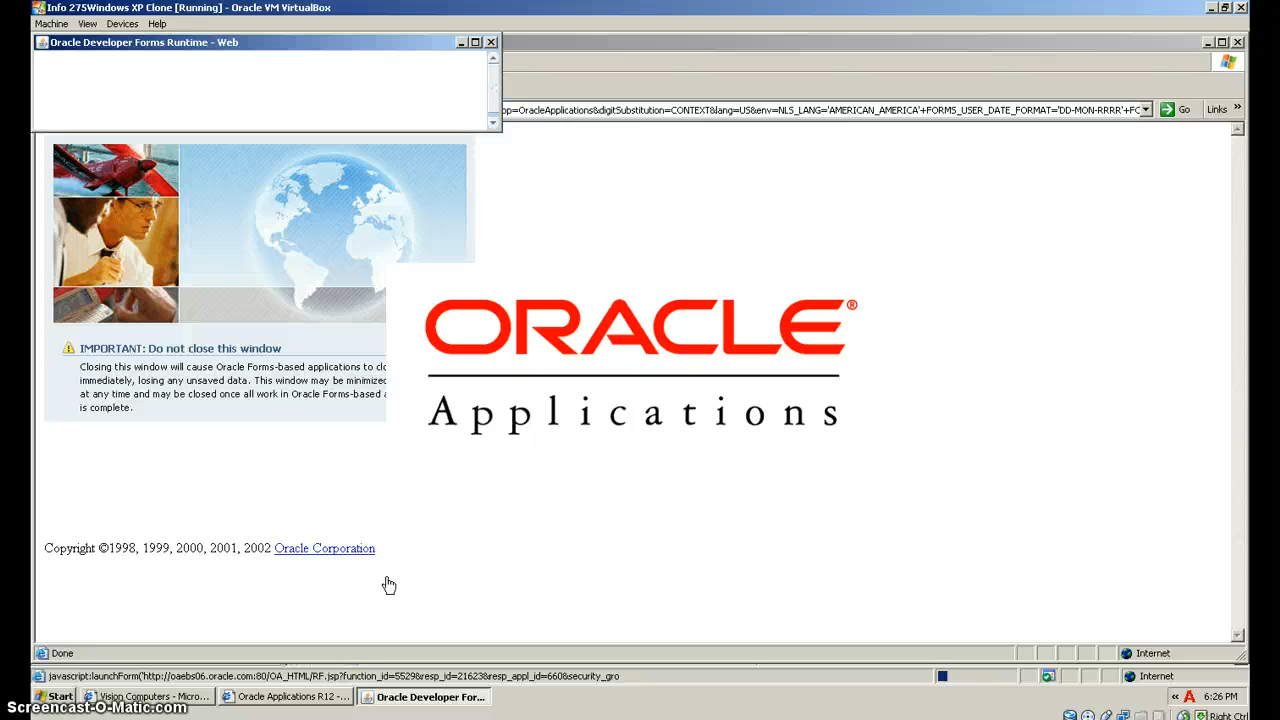 Info 275Windows XP Clone [Running] - Oracle VM VirtualBox
Machine View Devices Help
Oracle Developer Forms Runtime - Web
pp=OracleApplications&digitSubstitution=CONTEXT&lang=US&env=NLS_LANG='AMERICAN_AMERICA'+FORMS_USER_DATE_FORMAT='DD-MON-RRRR'+FC
Go
Links »
ORACLE®
Applications
IMPORTANT: Do not close this window
Closing this window will cause Oracle Forms-based applications to clo
immediately, losing any unsaved data. This window may be minimized
at any time and may be closed once all work in Oracle Forms-based a
is complete.
Copyright ©1998, 1999, 2000, 2001, 2002 Oracle Corporation
Done
Internet
javascript:launchForm('http://oaebs06.oracle.com:80/OA_HTML/RF.jsp?function_id=5529&resp_id=21623&resp_appl_id=660&security_gro
Internet
Start
Vision Computers - Micro...
Oracle Applications R12 - ...
Oracle Developer For...
« A 6:26 PM
Screencast-O-Matic.com
Right Ctrl